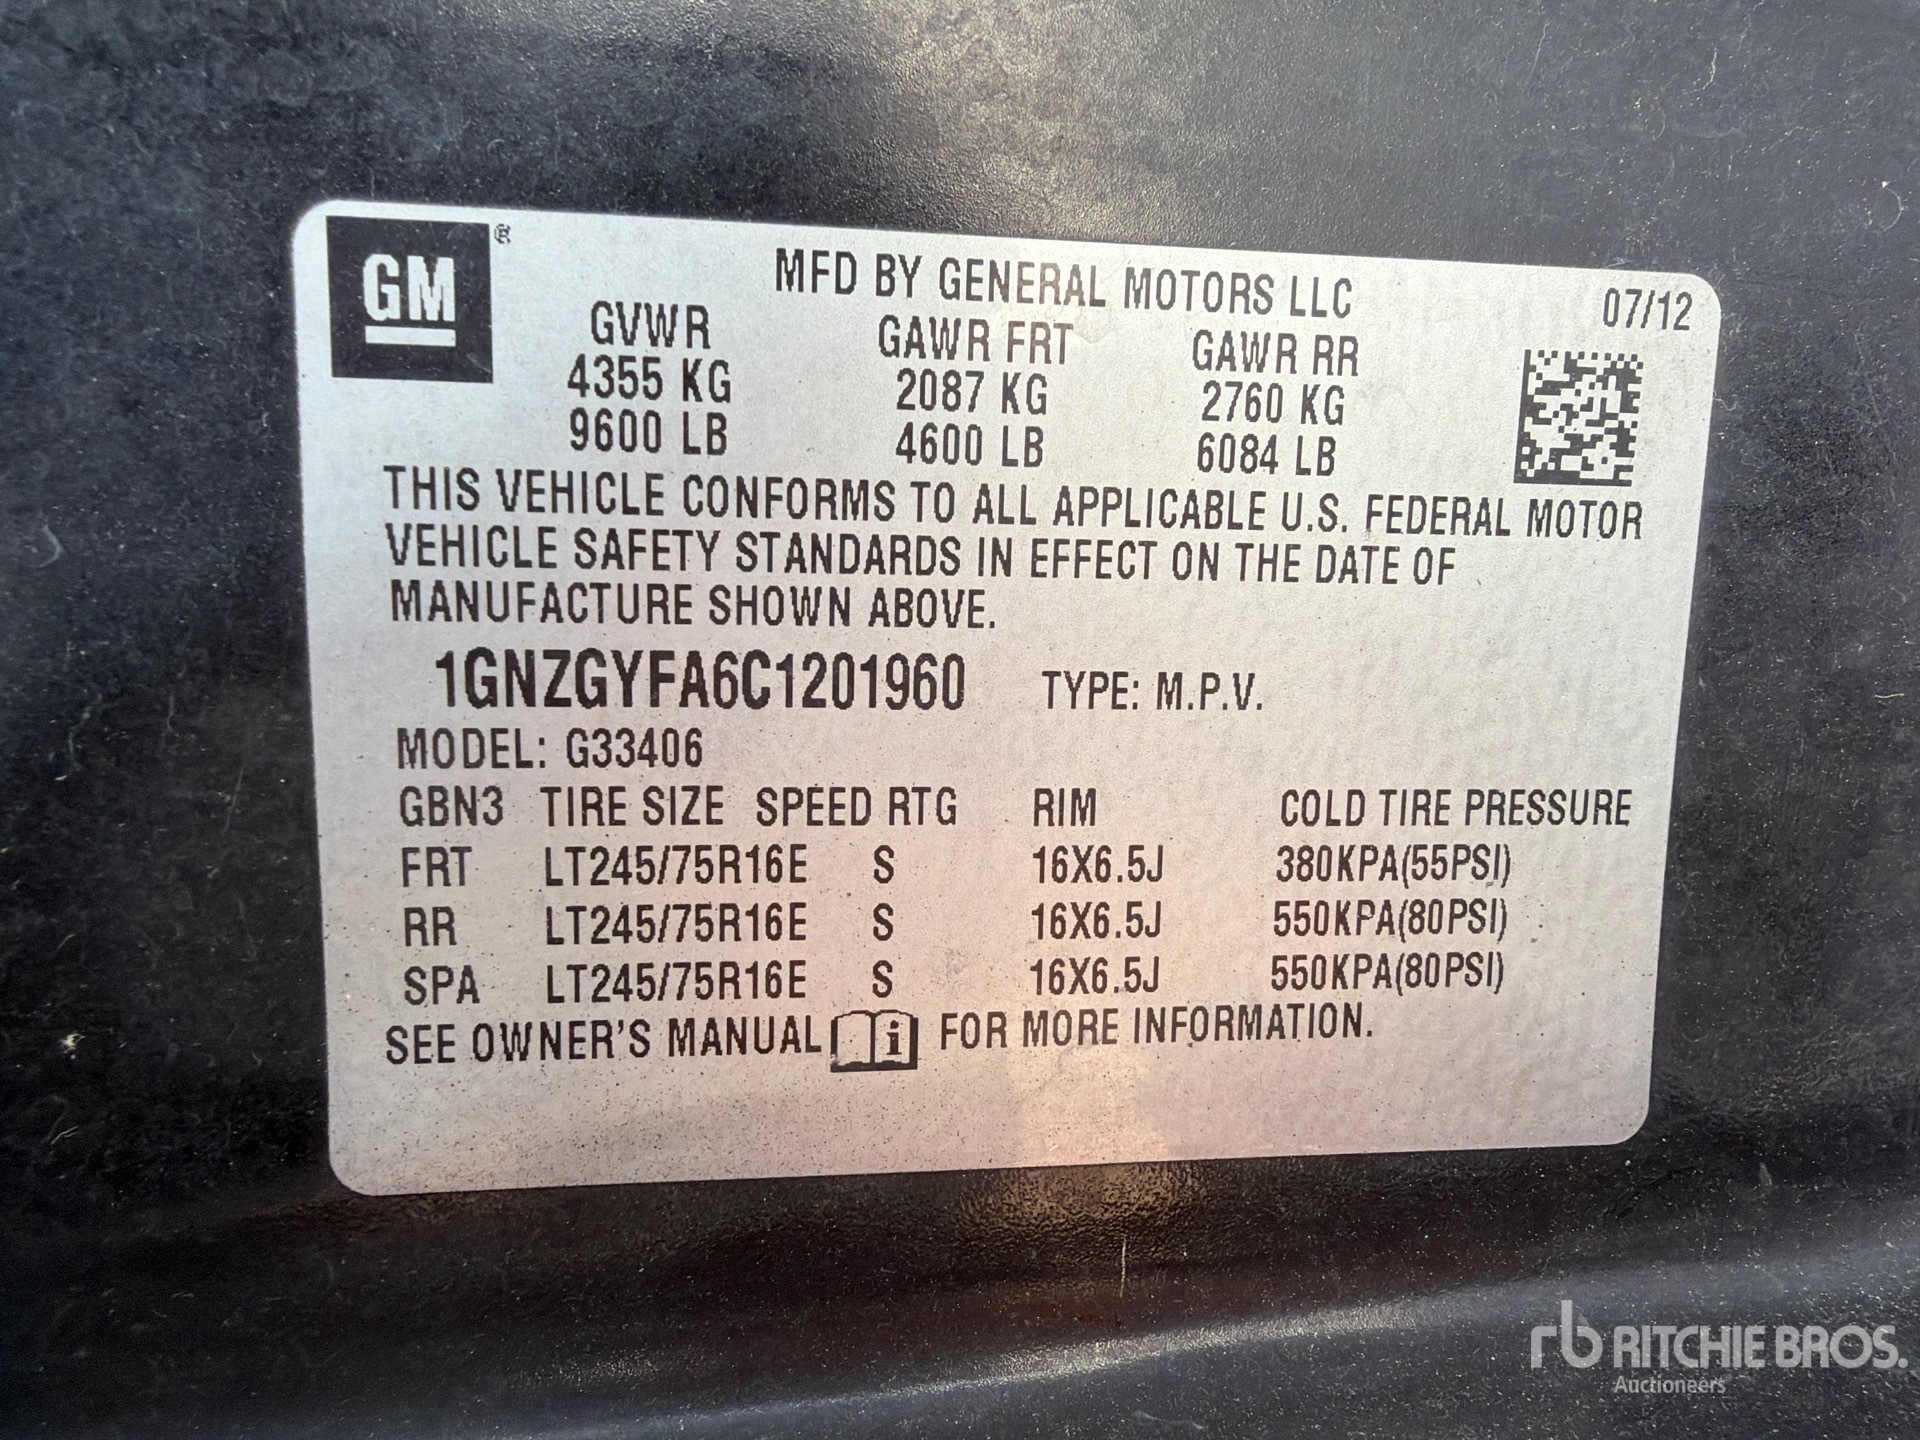 GM®
MFD BY GENERAL MOTORS LLC 07/12
GVWR GAWR FRT GAWR RR
4355 KG 2087 KG 2760 KG
9600 LB 4600 LB 6084 LB
THIS VEHICLE CONFORMS TO ALL APPLICABLE U.S. FEDERAL MOTOR
VEHICLE SAFETY STANDARDS IN EFFECT ON THE DATE OF
MANUFACTURE SHOWN ABOVE.
1GNZGYFA6C1201960 TYPE: M.P.V.
MODEL: G33406
GBN3 TIRE SIZE SPEED RTG RIM COLD TIRE PRESSURE
FRT LT245/75R16E S 16X6.5J 380KPA(55PSI)
RR LT245/75R16E S 16X6.5J 550KPA(80PSI)
SPA LT245/75R16E S 16X6.5J 550KPA(80PSI)
SEE OWNER'S MANUAL i FOR MORE INFORMATION.
rb RITCHIE BROS.
Auctioneers